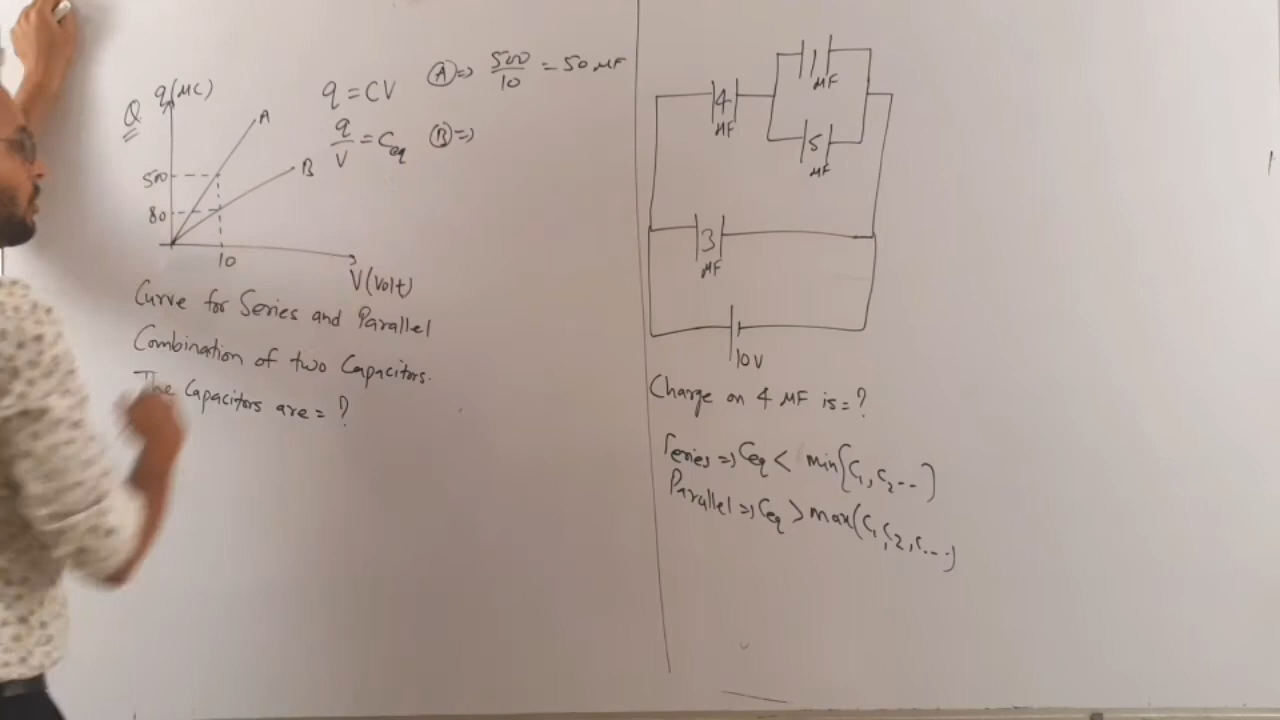 Q
q(μC)
A
B
500
80
10
V(Volt)
q = CV
q/V = Ceq
Ⓐ => 500/10 = 50 μF
Ⓑ =>
Curve for Series and Parallel
Combination of two Capacitors.
The Capacitors are = ?
1
μF
4
μF
5
μF
3
μF
10V
Charge on 4 μF is = ?
Series => Ceq < min{C1, C2 --}
Parallel => Ceq > max(C1, C2, C...)